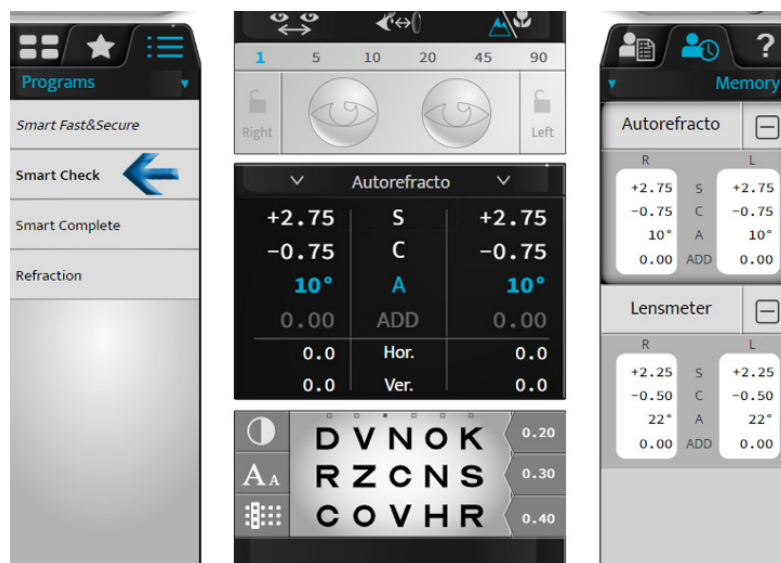 Programs
Smart Fast&Secure
Smart Check
Smart Complete
Refraction
1 5 10 20 45 90
Right Left
Autorefracto
+2.75 S +2.75
-0.75 C -0.75
10° A 10°
0.00 ADD 0.00
0.0 Hor. 0.0
0.0 Ver. 0.0
D V N O K 0.20
AA R Z C N S 0.30
C O V H R 0.40
?
Memory
Autorefracto
R L
+2.75 S +2.75
-0.75 C -0.75
10° A 10°
0.00 ADD 0.00
Lensmeter
R L
+2.25 S +2.25
-0.50 C -0.50
22° A 22°
0.00 ADD 0.00